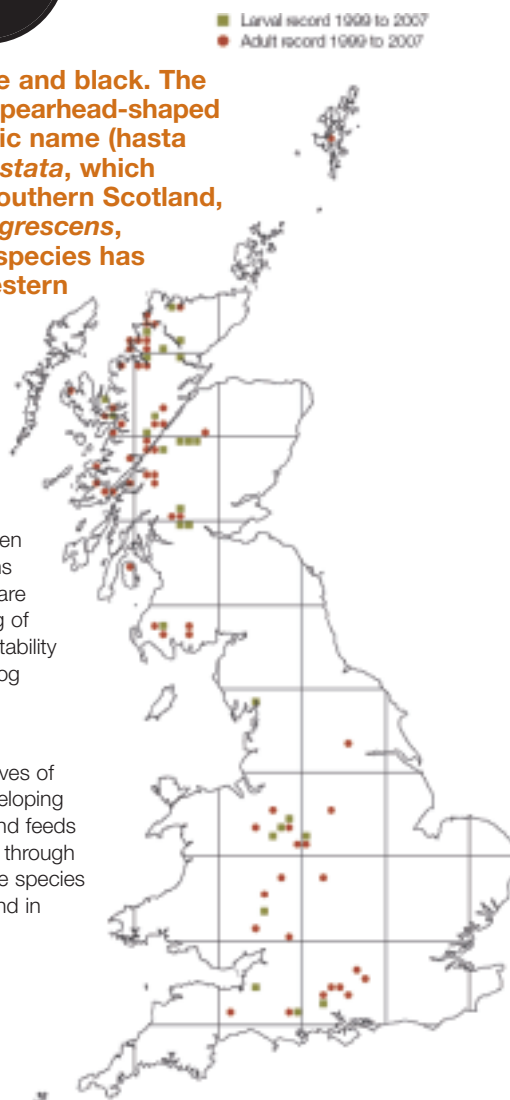 Larval record 1999 to 2007
Adult record 1999 to 2007
e and black. The
pearhead-shaped
ic name (hasta
stata, which
outhern Scotland,
grescens,
species has
estern
en
ns
are
g of
tability
og
ves of
eloping
nd feeds
through
e species
nd in